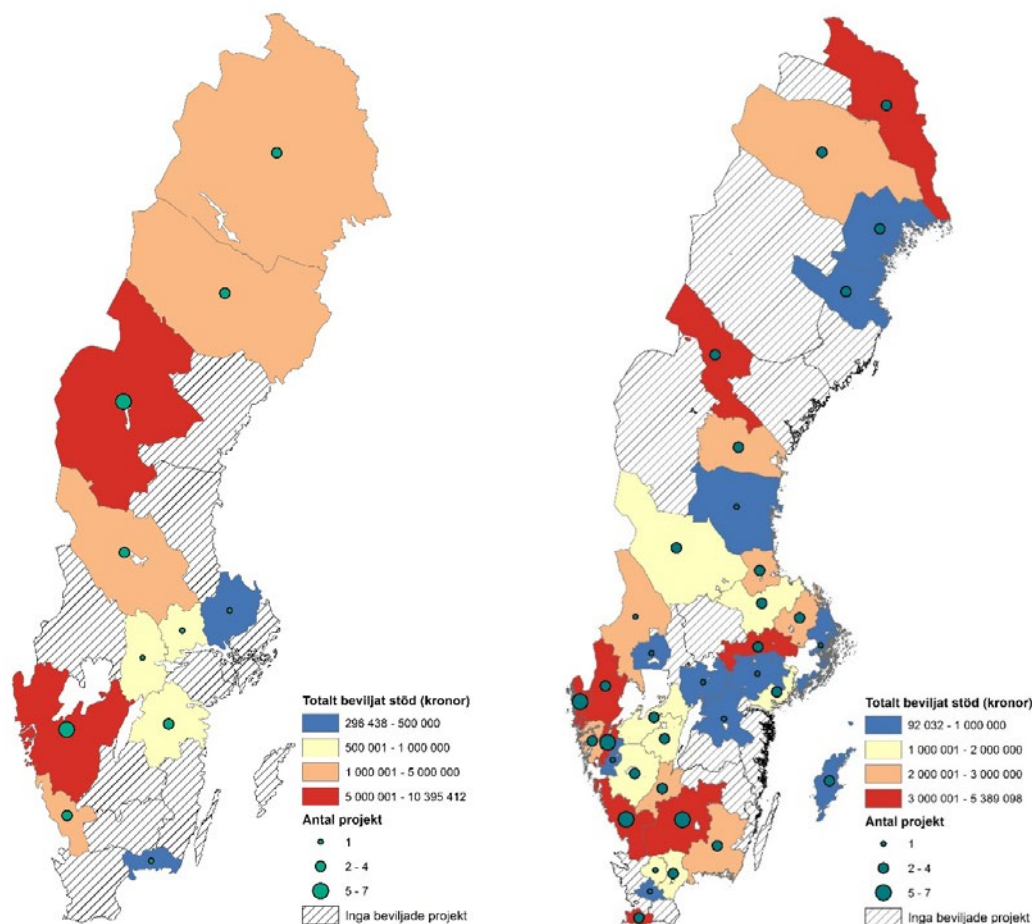 Totalt beviljat stöd (kronor)
298 438 - 500 000
500 001 - 1 000 000
1 000 001 - 5 000 000
5 000 001 - 10 395 412
Antal projekt
1
2 - 4
5 - 7
Inga beviljade projekt
Totalt beviljat stöd (kronor)
92 032 - 1 000 000
1 000 001 - 2 000 000
2 000 001 - 3 000 000
3 000 001 - 5 389 098
Antal projekt
1
2 - 4
5 - 7
Inga beviljade projekt